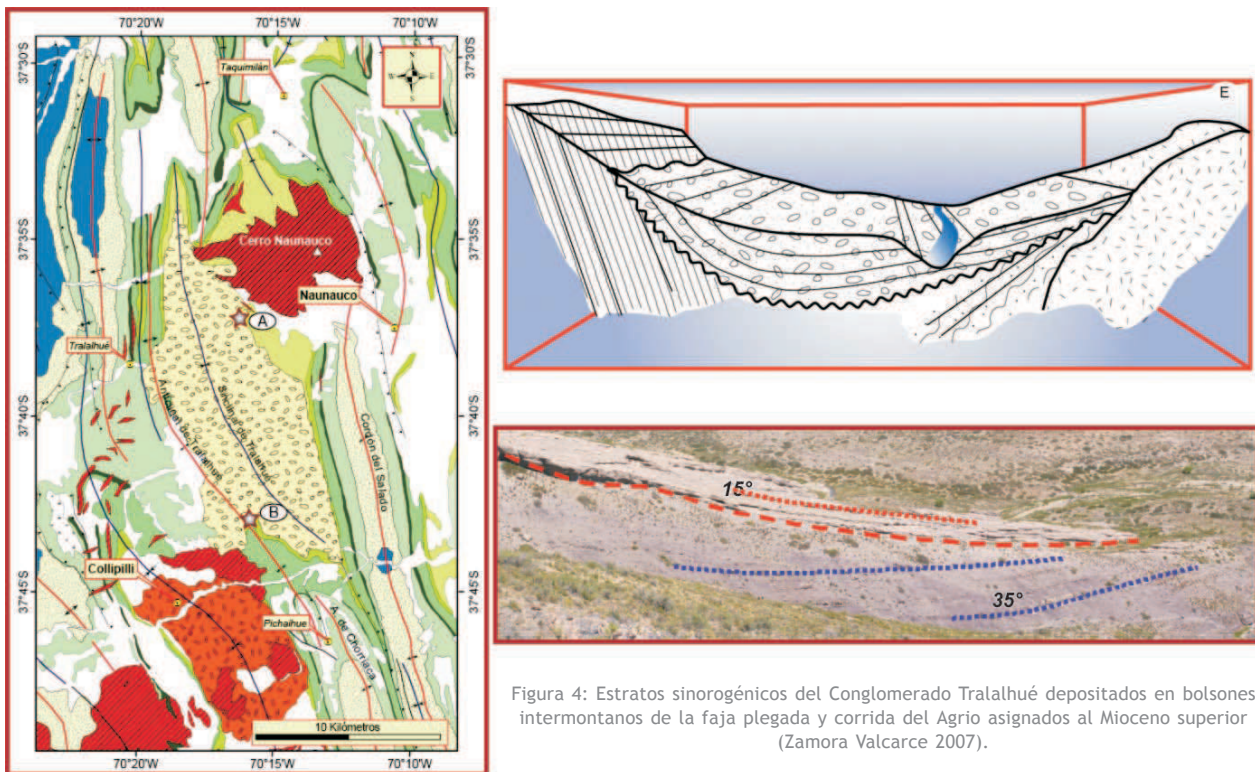 70°20'W
70°15'W
70°10'W
37°30'S
37°30'S
Taquimilán
N
W
E
S
37°35'S
37°35'S
Cerro Naunauco
Naunauco
A
Tralalhué
37°40'S
37°40'S
Anticlinal de Tralalhué
Sinclinal de Tralalhué
Cordón del Salado
B
Collipilli
37°45'S
37°45'S
Pichaihue
A. de Chorriaca
10 Kilómetros
70°20'W
70°15'W
70°10'W
E
15°
35°
Figura 4: Estratos sinorogénicos del Conglomerado Tralalhué depositados en bolsones
intermontanos de la faja plegada y corrida del Agrio asignados al Mioceno superior
(Zamora Valcarce 2007).